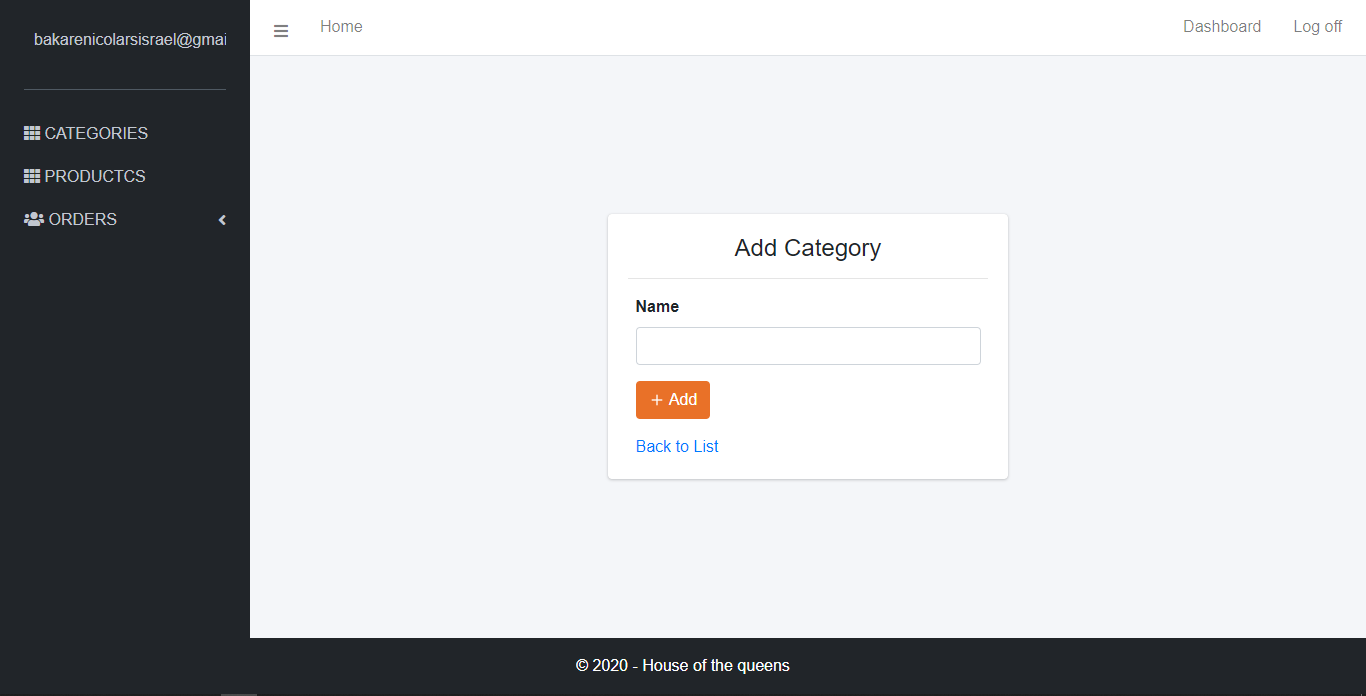 bakarenicolarsisrael@gmai
Home
Dashboard
Log off
CATEGORIES
PRODUCTCS
ORDERS
Add Category
Name
+ Add
Back to List
© 2020 - House of the queens